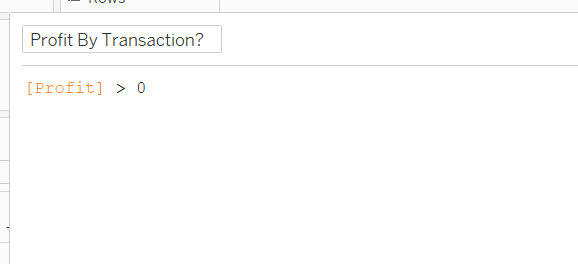 Rows
Profit By Transaction?
[Profit] > 0